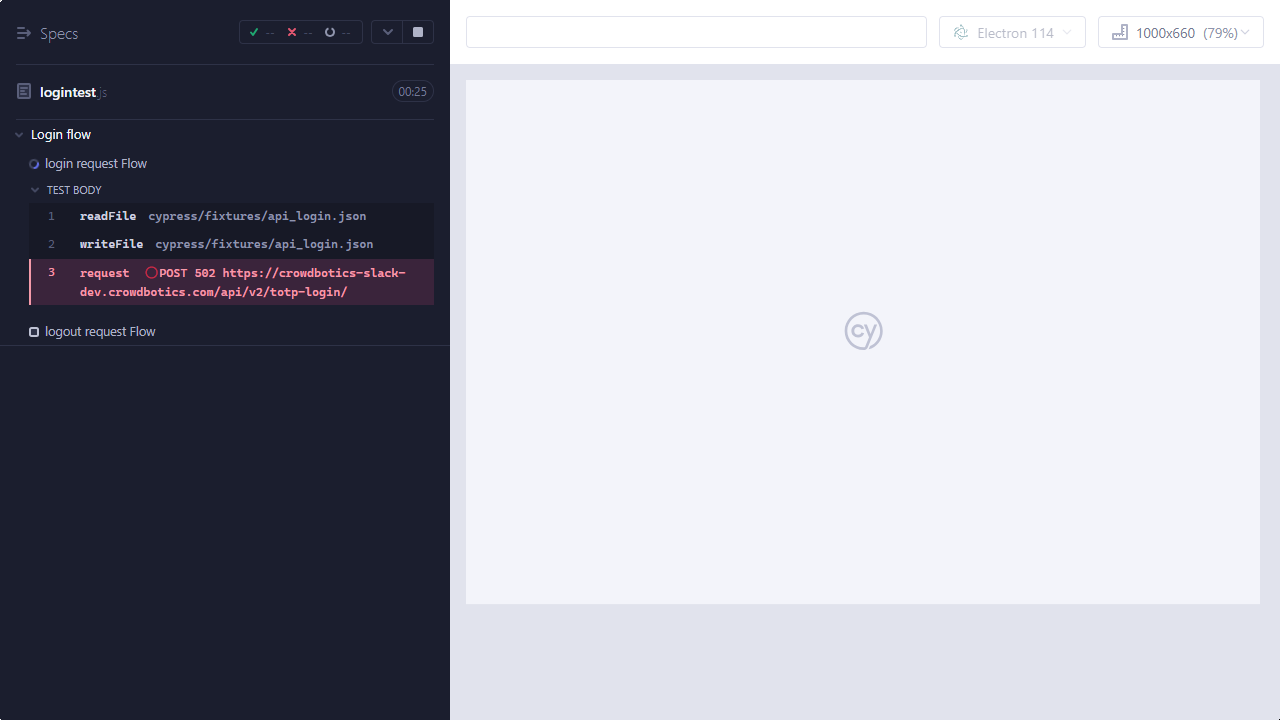 Specs
-- -- --
logintest.js
00:25
Login flow
login request Flow
TEST BODY
1 readFile cypress/fixtures/api_login.json
2 writeFile cypress/fixtures/api_login.json
3 request POST 502 https://crowdbotics-slack-
dev.crowdbotics.com/api/v2/totp-login/
logout request Flow
Electron 114
1000x660 (79%)
cy